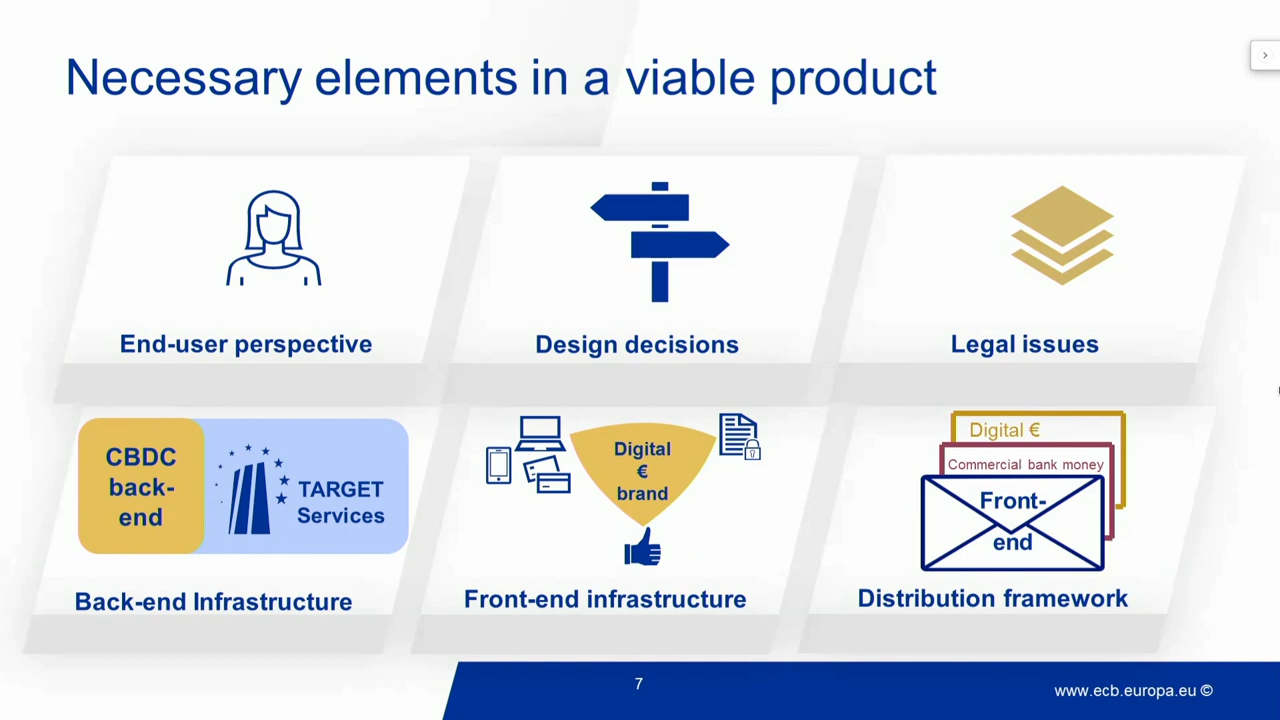 Necessary elements in a viable product
End-user perspective
Design decisions
Legal issues
CBDC
back-
end
TARGET
Services
Back-end Infrastructure
Digital
€
brand
Front-end infrastructure
Digital €
Commercial bank money
Front-
end
Distribution framework
7
www.ecb.europa.eu ©